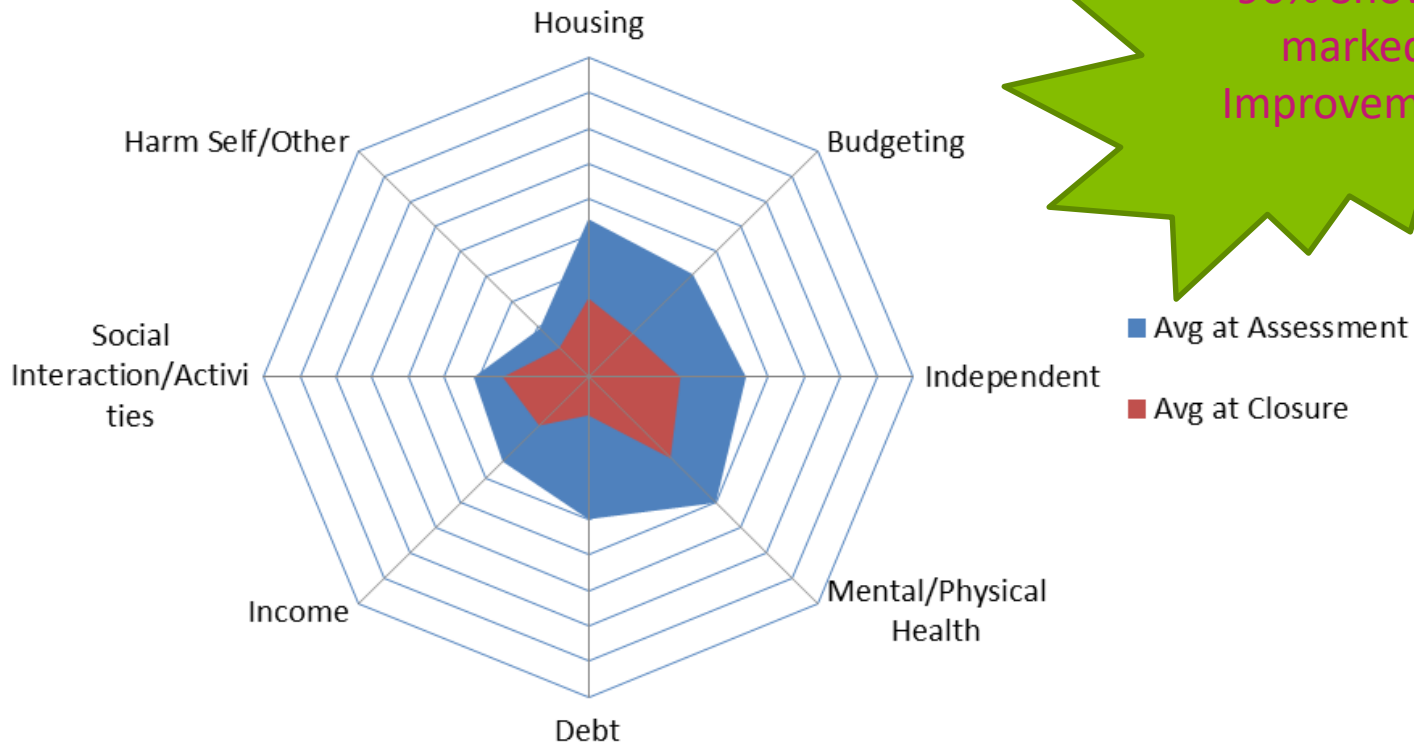 Housing
marked
Harm Self/Other
Budgeting
Social
Interaction/Activi
ties
Independent
Avg at Assessment
Avg at Closure
Income
Mental/Physical
Health
Debt